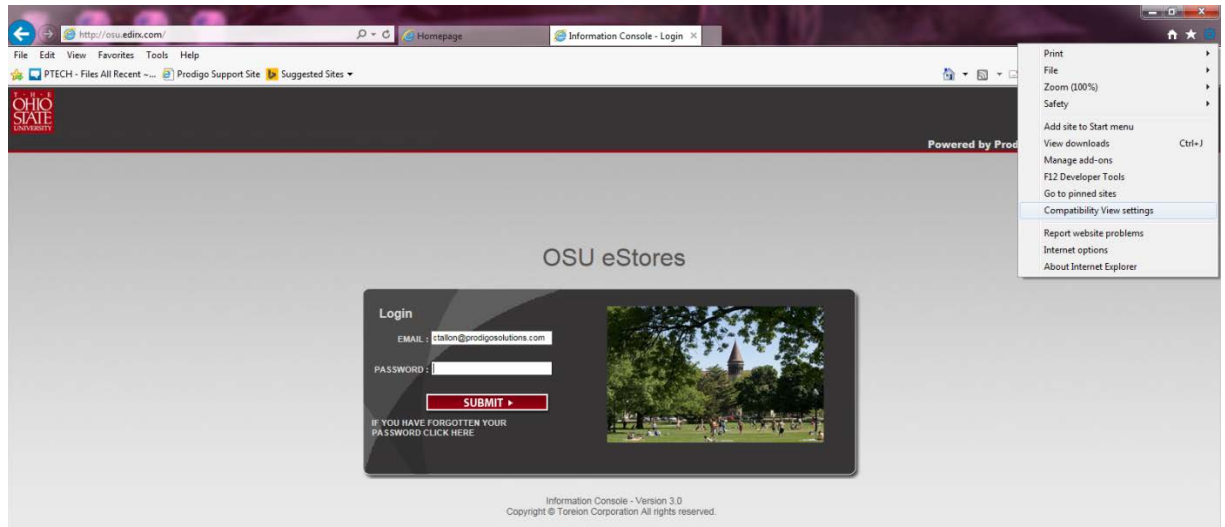 http://osu.edirx.com/
Homepage
Information Console - Login
File Edit View Favorites Tools Help
PTECH - Files All Recent ~... Prodigo Support Site Suggested Sites
Print
File
Zoom (100%)
Safety
Add site to Start menu
View downloads Ctrl+J
Manage add-ons
F12 Developer Tools
Go to pinned sites
Compatibility View settings
Report website problems
Internet options
About Internet Explorer
T · H · E
OHIO
STATE
UNIVERSITY
Powered by Prod
OSU eStores
Login
EMAIL : ctallon@prodigosolutions.com
PASSWORD :
SUBMIT
IF YOU HAVE FORGOTTEN YOUR
PASSWORD CLICK HERE
Information Console - Version 3.0
Copyright © Toreion Corporation All rights reserved.